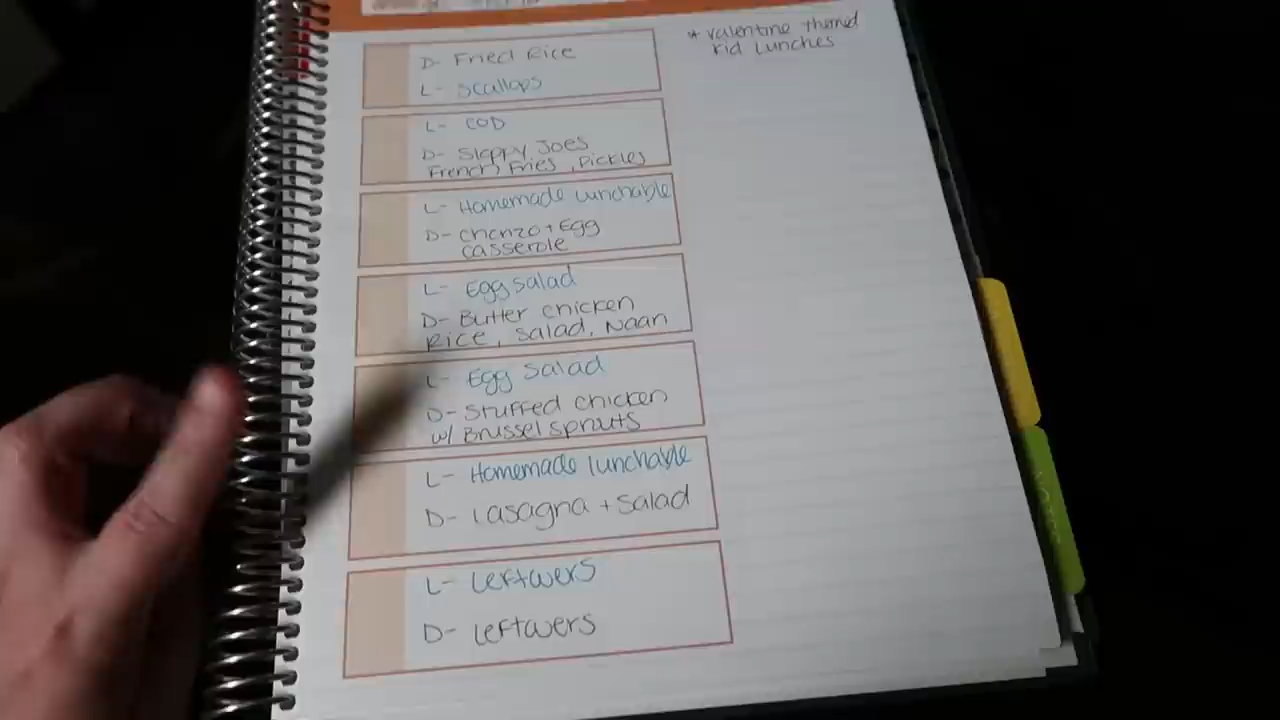 D- Fried Rice
L- Scallops
L- COD
D- Sloppy Joes
French Fries, Pickles
L- Homemade Lunchable
D- Chorizo + Egg
casserole
L- Egg Salad
D- Butter chicken
Rice, Salad, Naan
L- Egg Salad
D- Stuffed chicken
w/ Brussel sprouts
L- Homemade lunchable
D- Lasagna + Salad
L- Leftovers
D- Leftovers
* Valentine themed
Kid Lunches